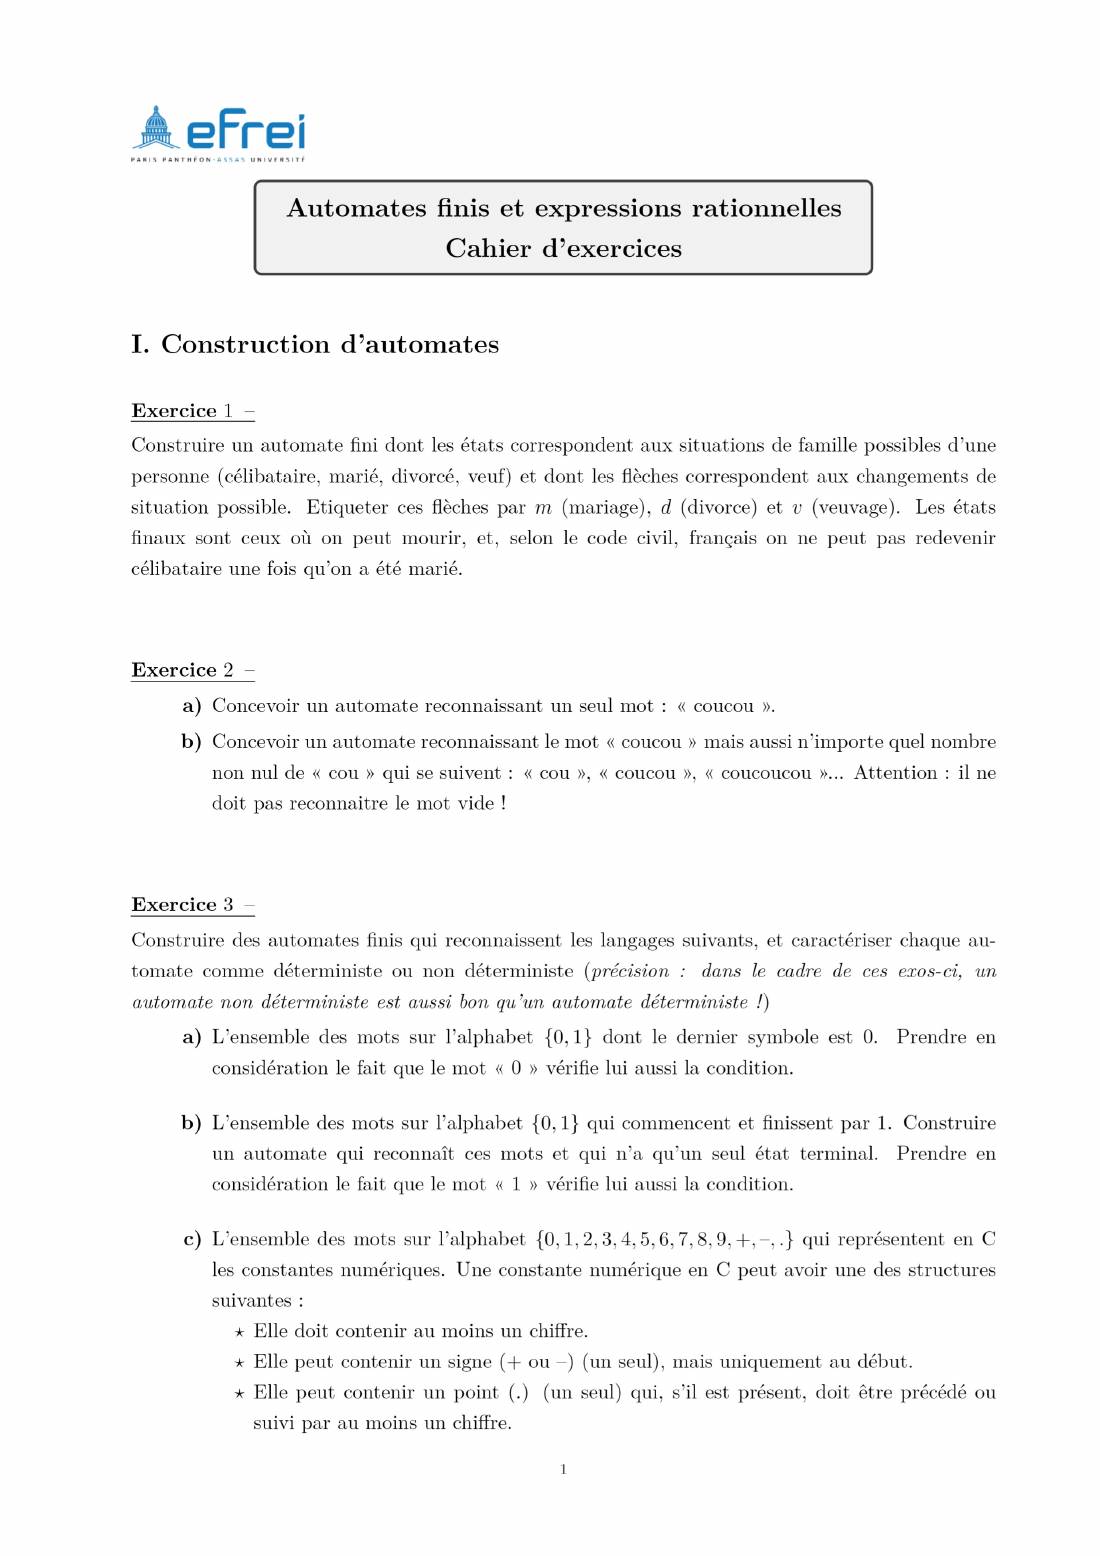 efrei
PARIS PANTHÉON-ASSAS UNIVERSITÉ
Automates finis et expressions rationnelles
Cahier d'exercices
I. Construction d'automates
Exercice 1 –
Construire un automate fini dont les états correspondent aux situations de famille possibles d'une
personne (célibataire, marié, divorcé, veuf) et dont les flèches correspondent aux changements de
situation possible. Etiqueter ces flèches par m (mariage), d (divorce) et v (veuvage). Les états
finaux sont ceux où on peut mourir, et, selon le code civil, français on ne peut pas redevenir
célibataire une fois qu'on a été marié.
Exercice 2 –
a) Concevoir un automate reconnaissant un seul mot : « coucou ».
b) Concevoir un automate reconnaissant le mot « coucou » mais aussi n'importe quel nombre
non nul de « cou » qui se suivent : « cou », « coucou », « coucoucou »... Attention : il ne
doit pas reconnaitre le mot vide !
Exercice 3 –
Construire des automates finis qui reconnaissent les langages suivants, et caractériser chaque au-
tomate comme déterministe ou non déterministe (précision : dans le cadre de ces exos-ci, un
automate non déterministe est aussi bon qu'un automate déterministe !)
a) L'ensemble des mots sur l'alphabet {0, 1} dont le dernier symbole est 0. Prendre en
considération le fait que le mot « 0 » vérifie lui aussi la condition.
b) L'ensemble des mots sur l'alphabet {0, 1} qui commencent et finissent par 1. Construire
un automate qui reconnaît ces mots et qui n'a qu'un seul état terminal. Prendre en
considération le fait que le mot « 1 » vérifie lui aussi la condition.
c) L'ensemble des mots sur l'alphabet {0, 1, 2, 3, 4, 5, 6, 7, 8, 9, +, –, .} qui représentent en C
les constantes numériques. Une constante numérique en C peut avoir une des structures
suivantes :
⋆ Elle doit contenir au moins un chiffre.
⋆ Elle peut contenir un signe (+ ou –) (un seul), mais uniquement au début.
⋆ Elle peut contenir un point (.) (un seul) qui, s'il est présent, doit être précédé ou
suivi par au moins un chiffre.
1